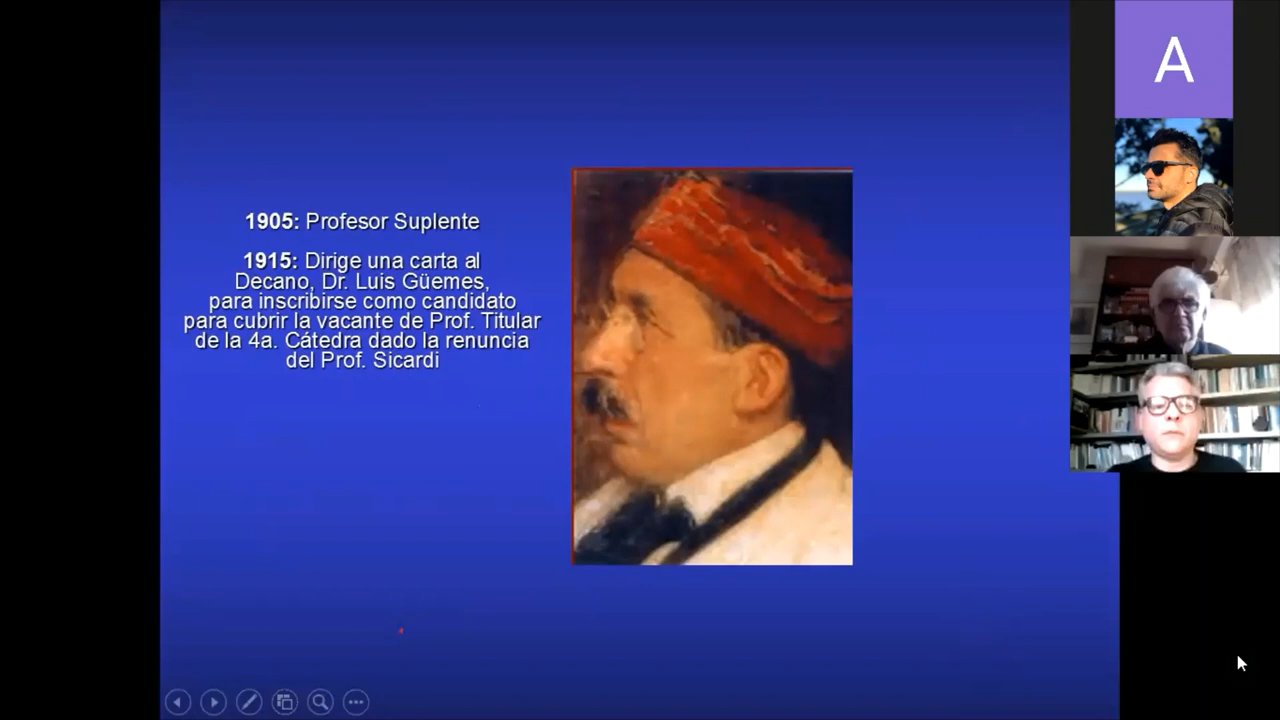 1905: Profesor Suplente
1915: Dirige una carta al
Decano, Dr. Luis Güemes,
para inscribirse como candidato
para cubrir la vacante de Prof. Titular
de la 4a. Cátedra dado la renuncia
del Prof. Sicardi
A